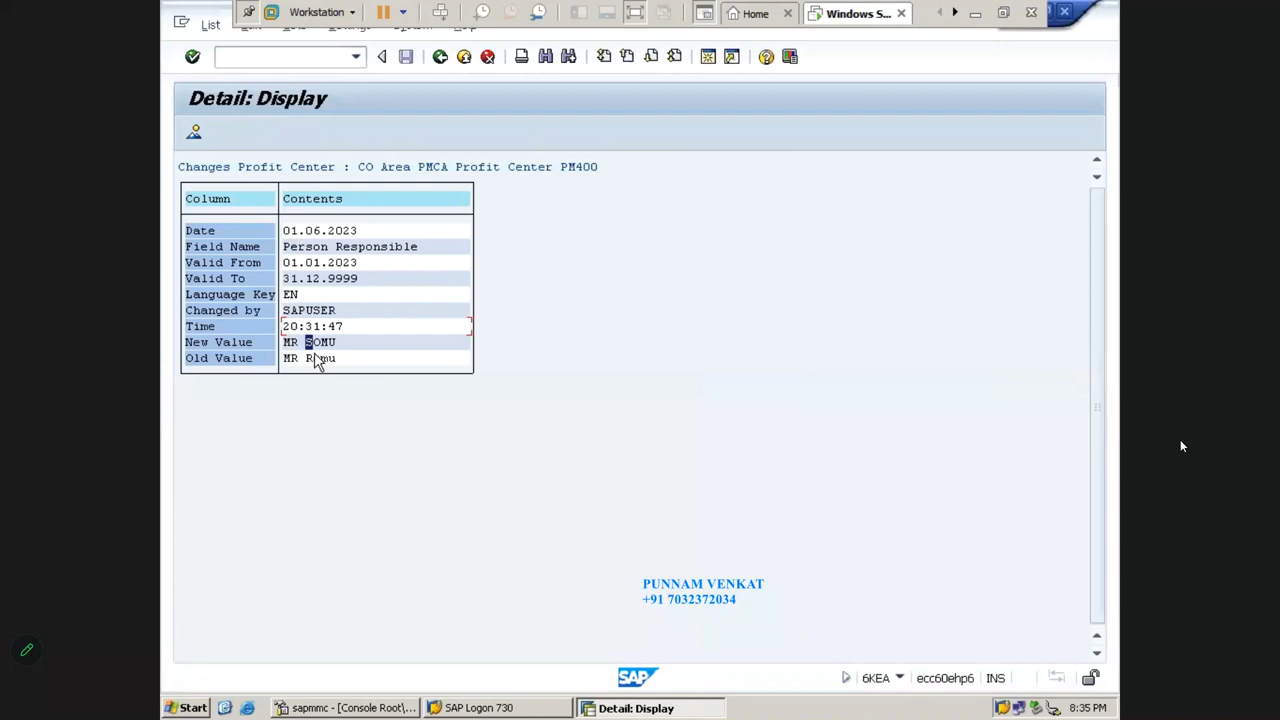 Workstation
Home
Windows S...
List
Detail: Display
Changes Profit Center : CO Area PMCA Profit Center PM400
Column Contents
Date 01.06.2023
Field Name Person Responsible
Valid From 01.01.2023
Valid To 31.12.9999
Language Key EN
Changed by SAPUSER
Time 20:31:47
New Value MR SOMU
Old Value MR Ramu
PUNNAM VENKAT
+91 7032372034
SAP
6KEA ecc60ehp6 INS
Start sapmmc - [Console Root\... SAP Logon 730 Detail: Display 8:35 PM